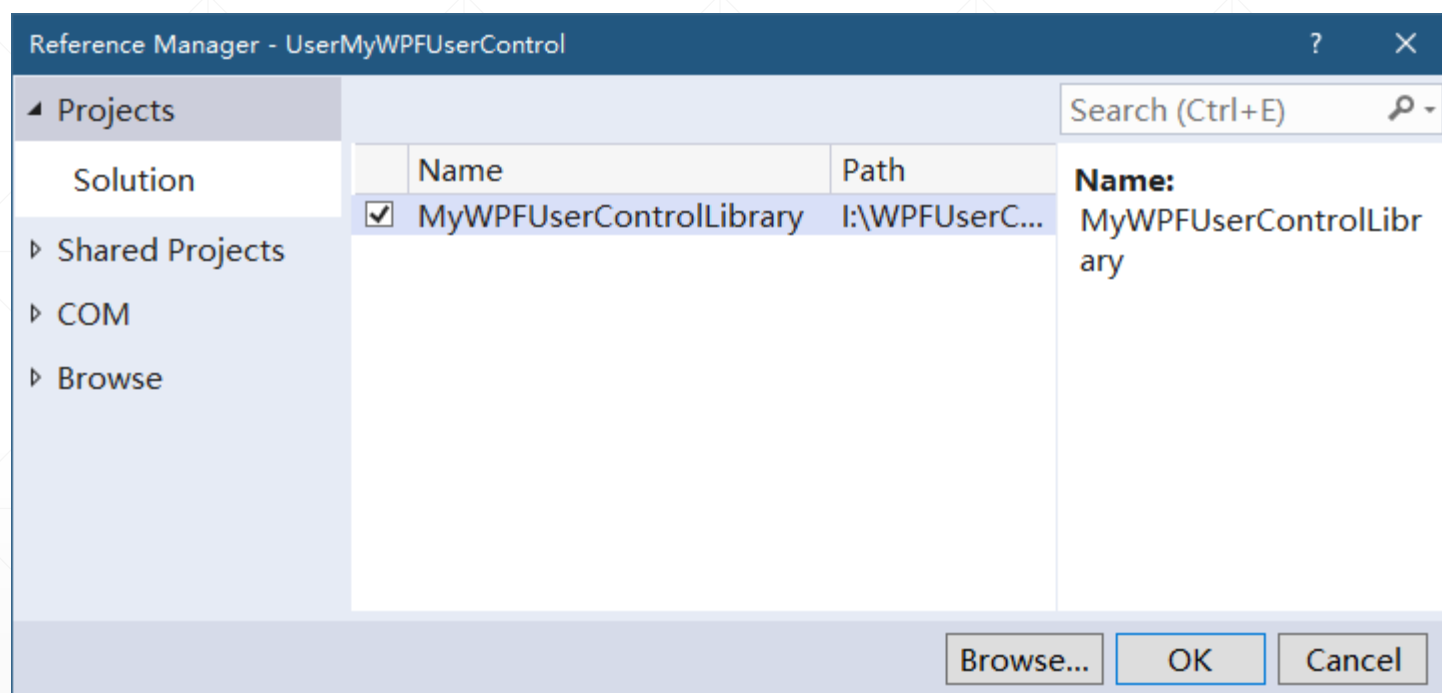 Reference Manager - UserMyWPFUserControl
?
Projects
Search (Ctrl+E)
Solution
Name
Path
MyWPFUserControlLibrary
I:\WPFUserC...
Name:
MyWPFUserControlLibr
ary
Shared Projects
COM
Browse
Browse...
OK
Cancel